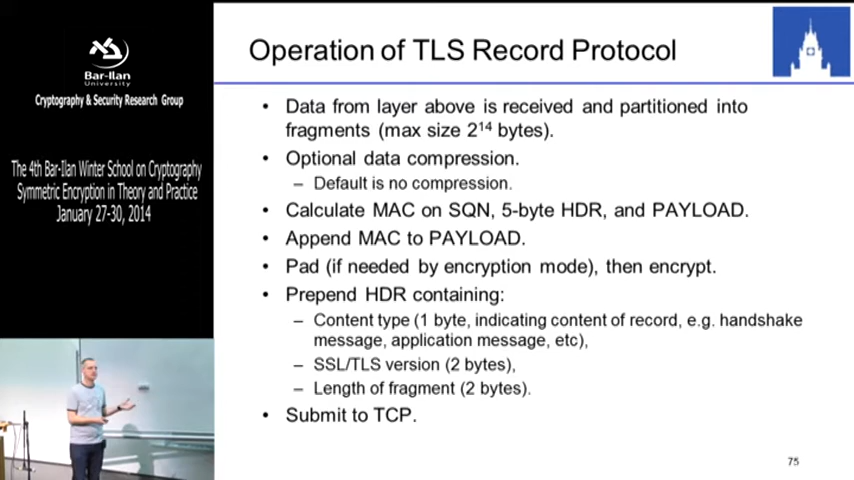 Bar-Ilan
University
Cryptography & Security Research Group
The 4th Bar-Ilan Winter School on Cryptography
Symmetric Encryption in Theory and Practice
January 27-30, 2014
Operation of TLS Record Protocol
• Data from layer above is received and partitioned into
fragments (max size 2¹⁴ bytes).
• Optional data compression.
– Default is no compression.
• Calculate MAC on SQN, 5-byte HDR, and PAYLOAD.
• Append MAC to PAYLOAD.
• Pad (if needed by encryption mode), then encrypt.
• Prepend HDR containing:
– Content type (1 byte, indicating content of record, e.g. handshake
message, application message, etc),
– SSL/TLS version (2 bytes),
– Length of fragment (2 bytes).
• Submit to TCP.
75